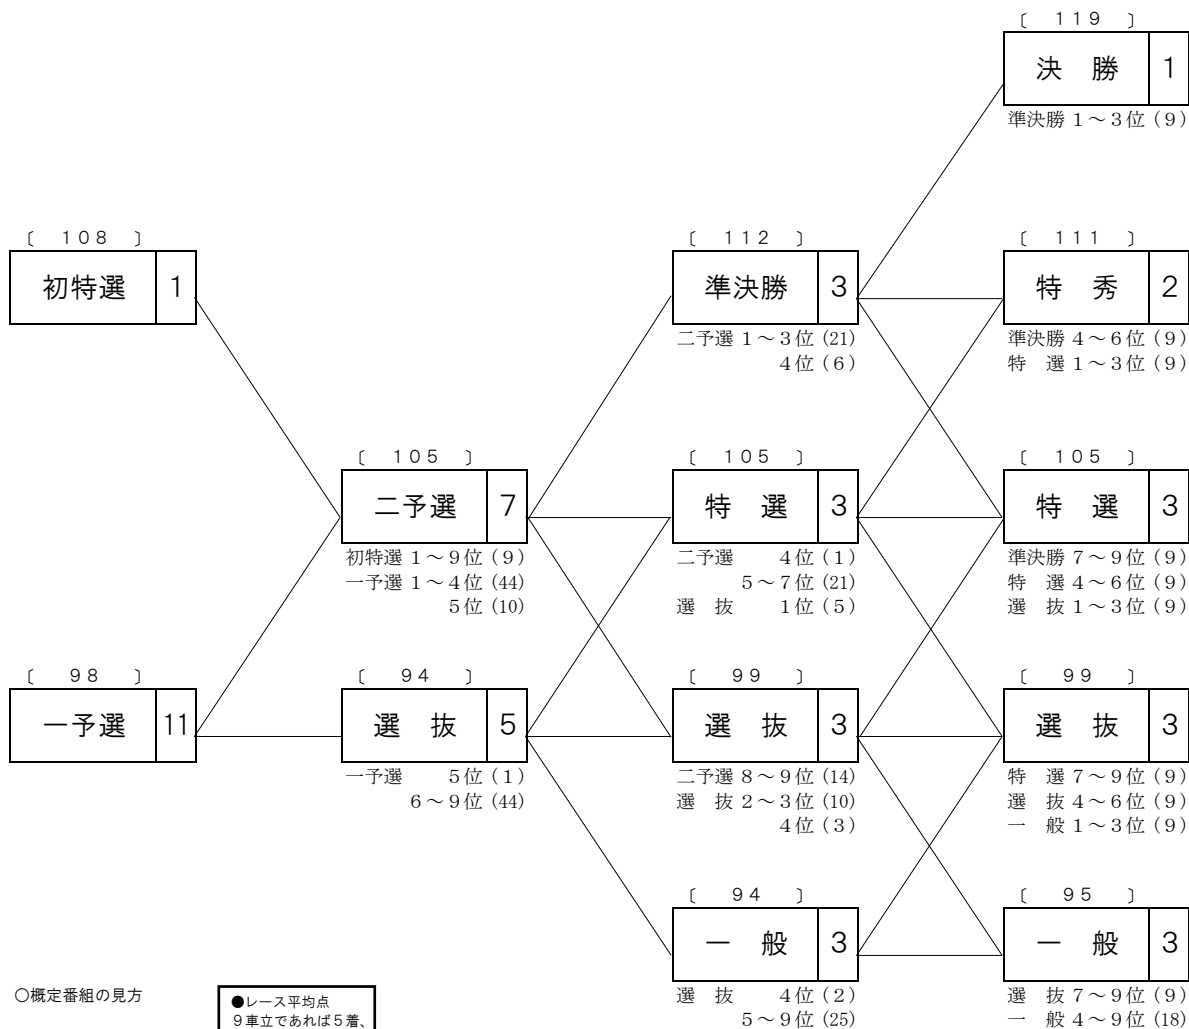 〔 １１９ 〕
決 勝 1
準決勝 １～３位 (９)
〔 １０８ 〕
初特選 1
〔 １１２ 〕
準決勝 3
二予選 １～３位 (21)
４位 (６)
〔 １１１ 〕
特 秀 2
準決勝 ４～６位 (９)
特 選 １～３位 (９)
〔 １０５ 〕
二予選 7
初特選 １～９位 (９)
一予選 １～４位 (44)
５位 (10)
〔 １０５ 〕
特 選 3
二予選 ４位 (１)
５～７位 (21)
選 抜 １位 (５)
〔 １０５ 〕
特 選 3
準決勝 ７～９位 (９)
特 選 ４～６位 (９)
選 抜 １～３位 (９)
〔 ９８ 〕
一予選 11
〔 ９４ 〕
選 抜 5
一予選 ５位 (１)
６～９位 (44)
〔 ９９ 〕
選 抜 3
二予選 ８～９位 (14)
選 抜 ２～３位 (10)
４位 (３)
〔 ９９ 〕
選 抜 3
特 選 ７～９位 (９)
選 抜 ４～６位 (９)
一 般 １～３位 (９)
〔 ９４ 〕
一 般 3
選 抜 ４位 (２)
５～９位 (25)
〔 ９５ 〕
一 般 3
選 抜 ７～９位 (９)
一 般 ４～９位 (18)
○概定番組の見方
●レース平均点
９車立であれば５着、